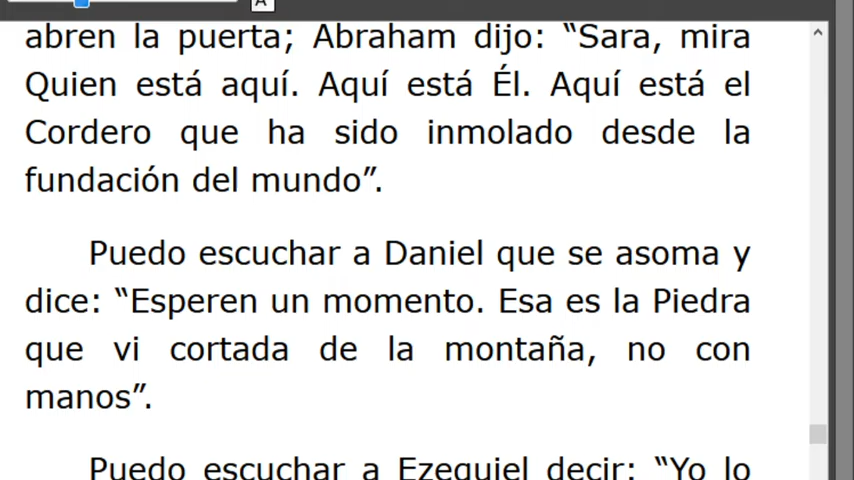 A
abren la puerta; Abraham dijo: “Sara, mira
Quien está aquí. Aquí está Él. Aquí está el
Cordero que ha sido inmolado desde la
fundación del mundo”.
Puedo escuchar a Daniel que se asoma y
dice: “Esperen un momento. Esa es la Piedra
que vi cortada de la montaña, no con
manos”.
Puedo escuchar a Ezequiel decir: “Yo lo